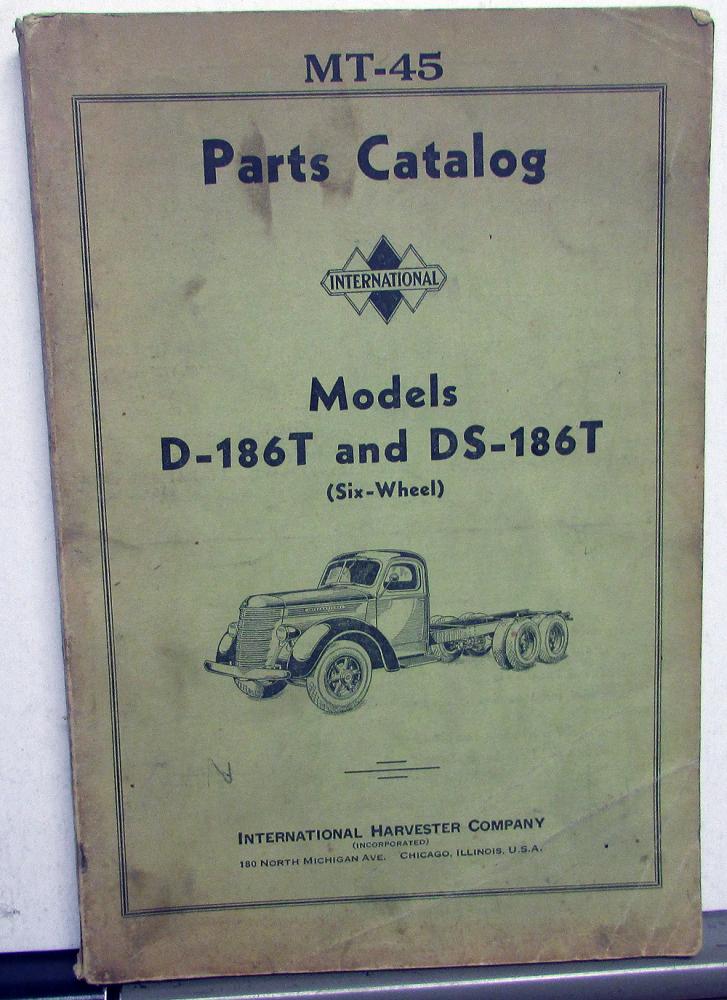 MT-45
Parts Catalog
INTERNATIONAL
Models
D-186T and DS-186T
(Six-Wheel)
INTERNATIONAL HARVESTER COMPANY
(INCORPORATED)
180 NORTH MICHIGAN AVE. CHICAGO, ILLINOIS, U.S.A.